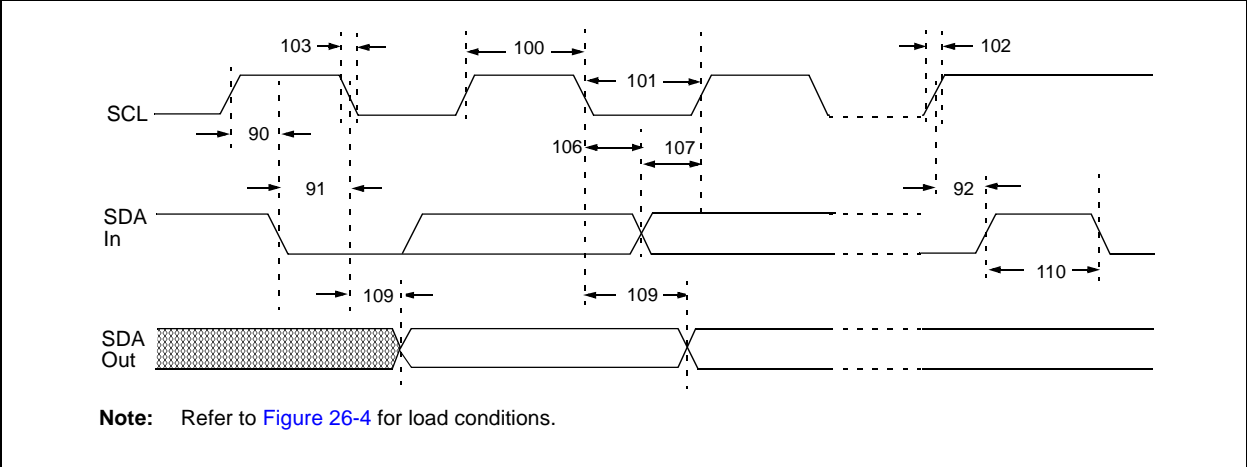 103
100
102
101
SCL
90
106
107
91
92
SDA
In
110
109
109
SDA
Out
Note: Refer to Figure 26-4 for load conditions.